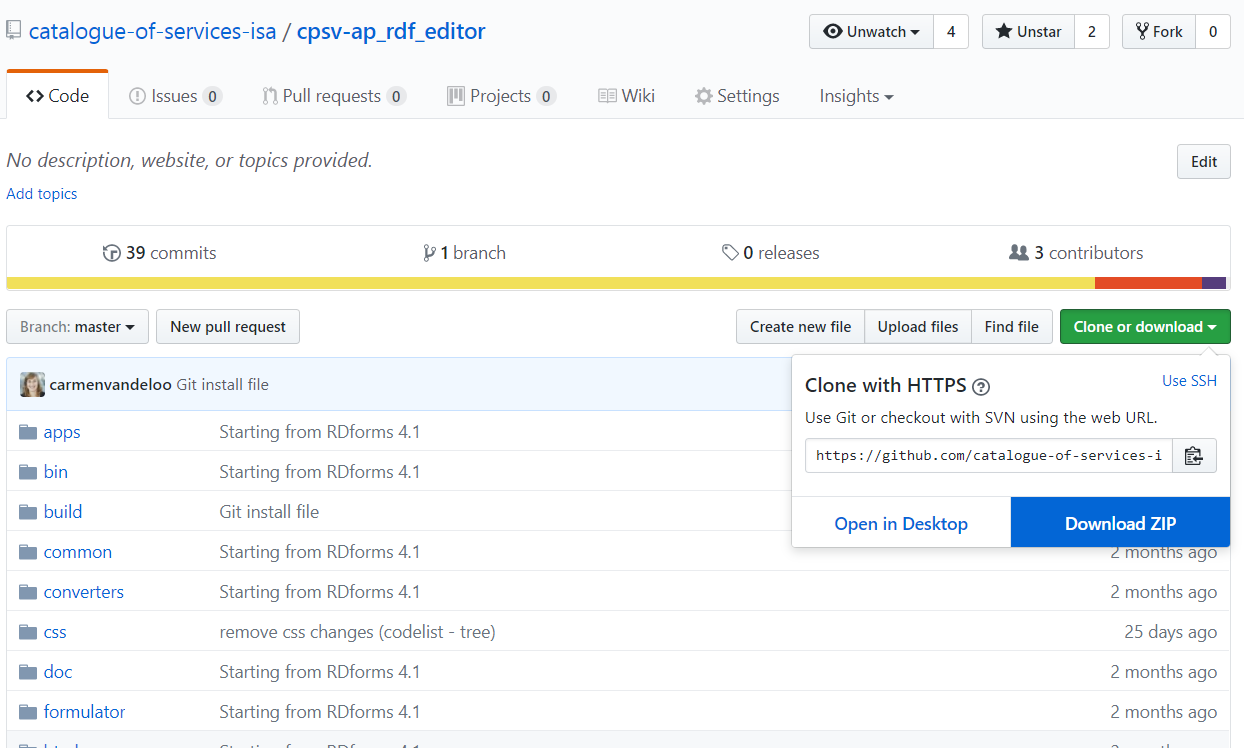 catalogue-of-services-isa / cpsv-ap_rdf_editor
Unwatch 4 Unstar 2 Fork 0
Code Issues 0 Pull requests 0 Projects 0 Wiki Settings Insights
No description, website, or topics provided. Edit
Add topics
39 commits 1 branch 0 releases 3 contributors
Branch: master New pull request Create new file Upload files Find file Clone or download
carmenvandeloo Git install file
Clone with HTTPS ? Use SSH
Use Git or checkout with SVN using the web URL.
https://github.com/catalogue-of-services-i
Open in Desktop Download ZIP
apps Starting from RDforms 4.1
bin Starting from RDforms 4.1
build Git install file
common Starting from RDforms 4.1 2 months ago
converters Starting from RDforms 4.1 2 months ago
css remove css changes (codelist - tree) 25 days ago
doc Starting from RDforms 4.1 2 months ago
formulator Starting from RDforms 4.1 2 months ago